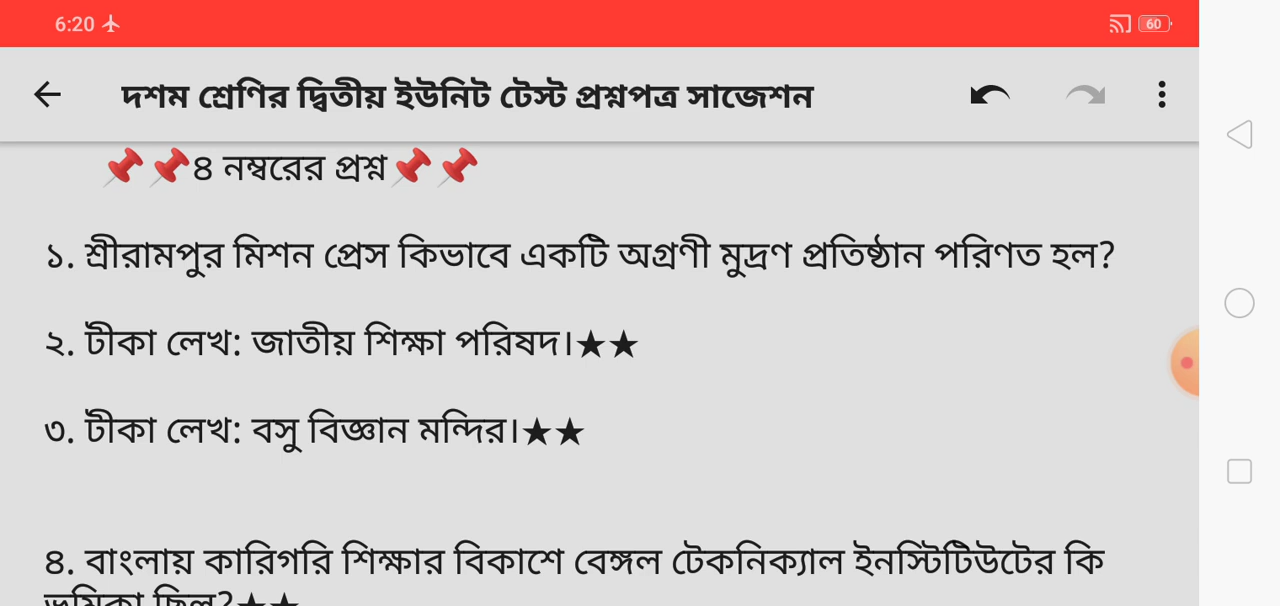 6:20
60
দশম শ্রেণির দ্বিতীয় ইউনিট টেস্ট প্রশ্নপত্র সাজেশন
📌📌৪ নম্বরের প্রশ্ন📌📌
১. শ্রীরামপুর মিশন প্রেস কিভাবে একটি অগ্রণী মুদ্রণ প্রতিষ্ঠান পরিণত হল?
২. টীকা লেখ: জাতীয় শিক্ষা পরিষদ।★★
৩. টীকা লেখ: বসু বিজ্ঞান মন্দির।★★
৪. বাংলায় কারিগরি শিক্ষার বিকাশে বেঙ্গল টেকনিক্যাল ইনস্টিটিউটের কি
ভূমিকা ছিল?★★